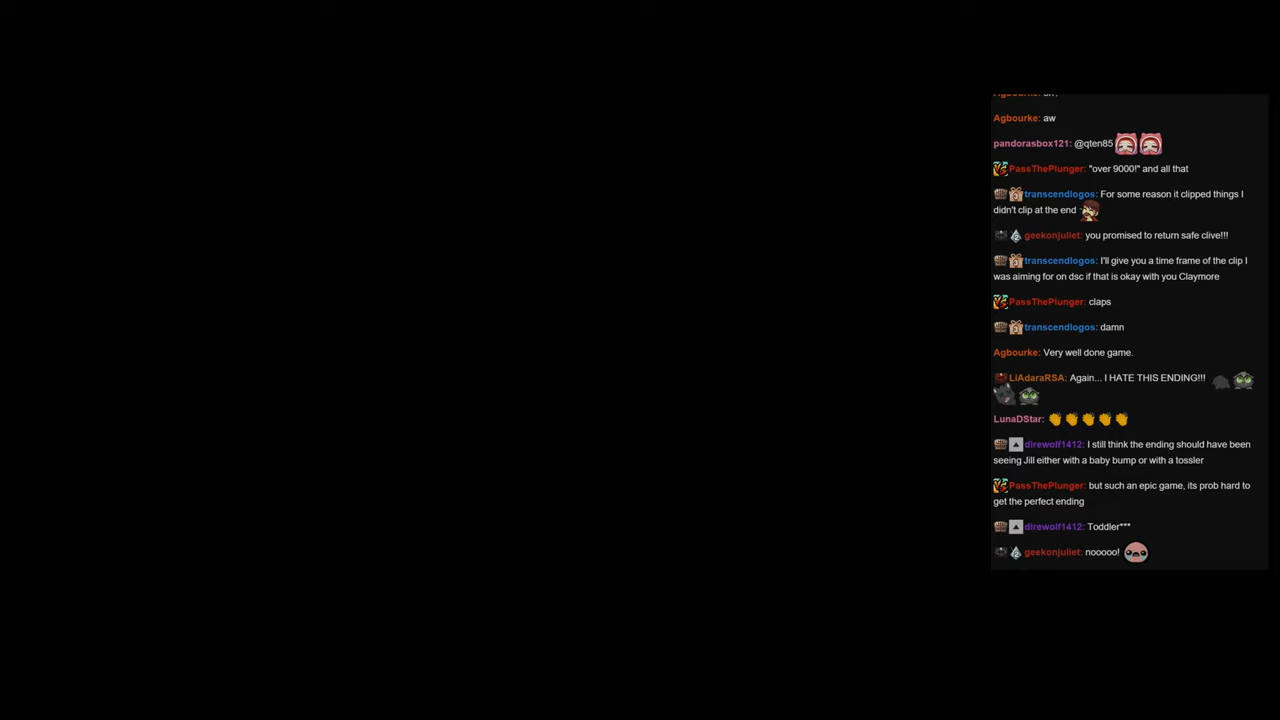 Agbourke: aw
pandorasbox121: @qten85
PassThePlunger: "over 9000!" and all that
transcendlogos: For some reason it clipped things I
didn't clip at the end
geekonjuliet: you promised to return safe clive!!!
transcendlogos: I'll give you a time frame of the clip I
was aiming for on dsc if that is okay with you Claymore
PassThePlunger: claps
transcendlogos: damn
Agbourke: Very well done game.
LiAdaraRSA: Again... I HATE THIS ENDING!!!
LunaDStar: 👏 👏 👏 👏 👏
direwolf1412: I still think the ending should have been
seeing Jill either with a baby bump or with a tossler
PassThePlunger: but such an epic game, its prob hard to
get the perfect ending
direwolf1412: Toddler***
geekonjuliet: nooooo!